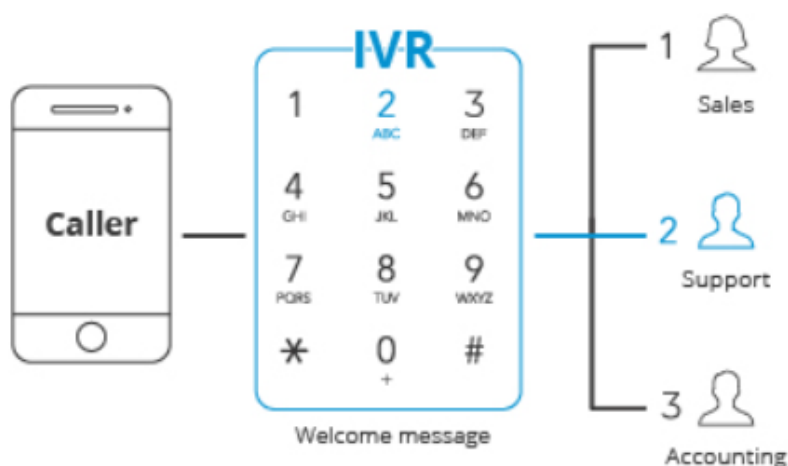 IVR
Caller
1 2 3
ABC DEF
4 5 6
GHI JKL MNO
7 8 9
PQRS TUV WXYZ
* 0 #
+
Welcome message
1
Sales
2
Support
3
Accounting